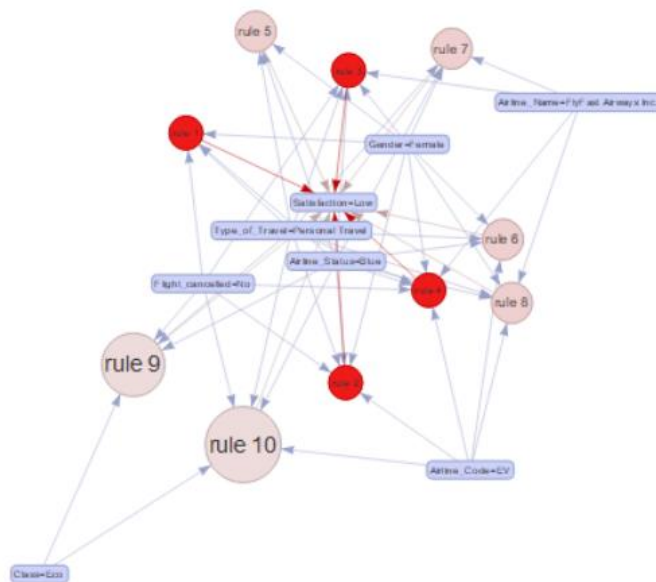 rule 5
rule 7
rule 3
Airline_Name=FlyFast Airways Inc.
rule 1
Gender=Female
Satisfaction=Low
Type_of_Travel=Personal Travel
rule 6
Airline_Status=Blue
Flight_cancelled=No
rule 4
rule 8
rule 9
rule 2
rule 10
Airline_Code=EV
Class=Eco